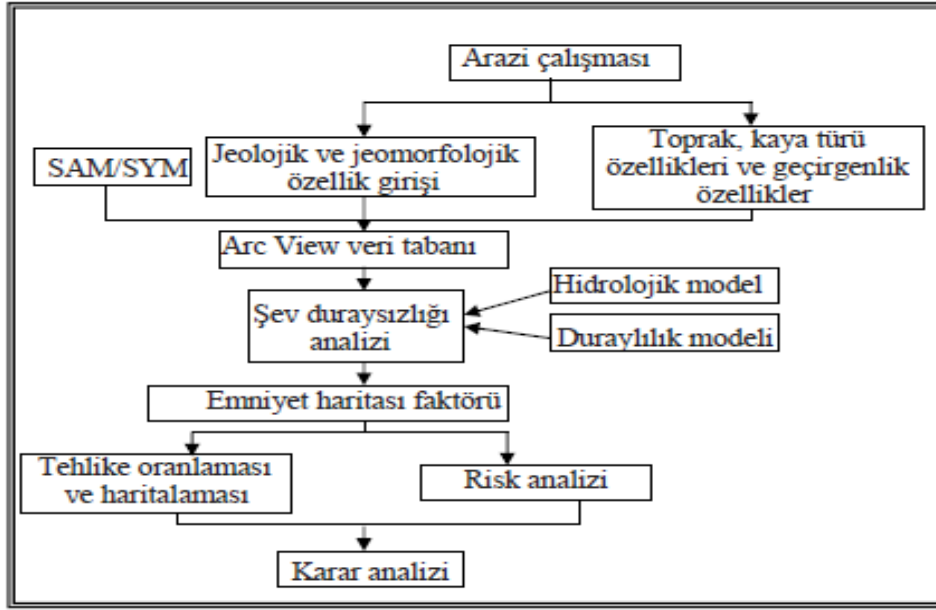 Arazi çalışması
Jeolojik ve jeomorfolojik
özellik girişi
Toprak, kaya türü
özellikleri ve geçirgenlik
özellikler
SAM/SYM
Arc View veri tabanı
Şev duraysızlığı
analizi
Hidrolojik model
Duraylılık modeli
Emniyet haritası faktörü
Tehlike oranlaması
ve haritalaması
Risk analizi
Karar analizi